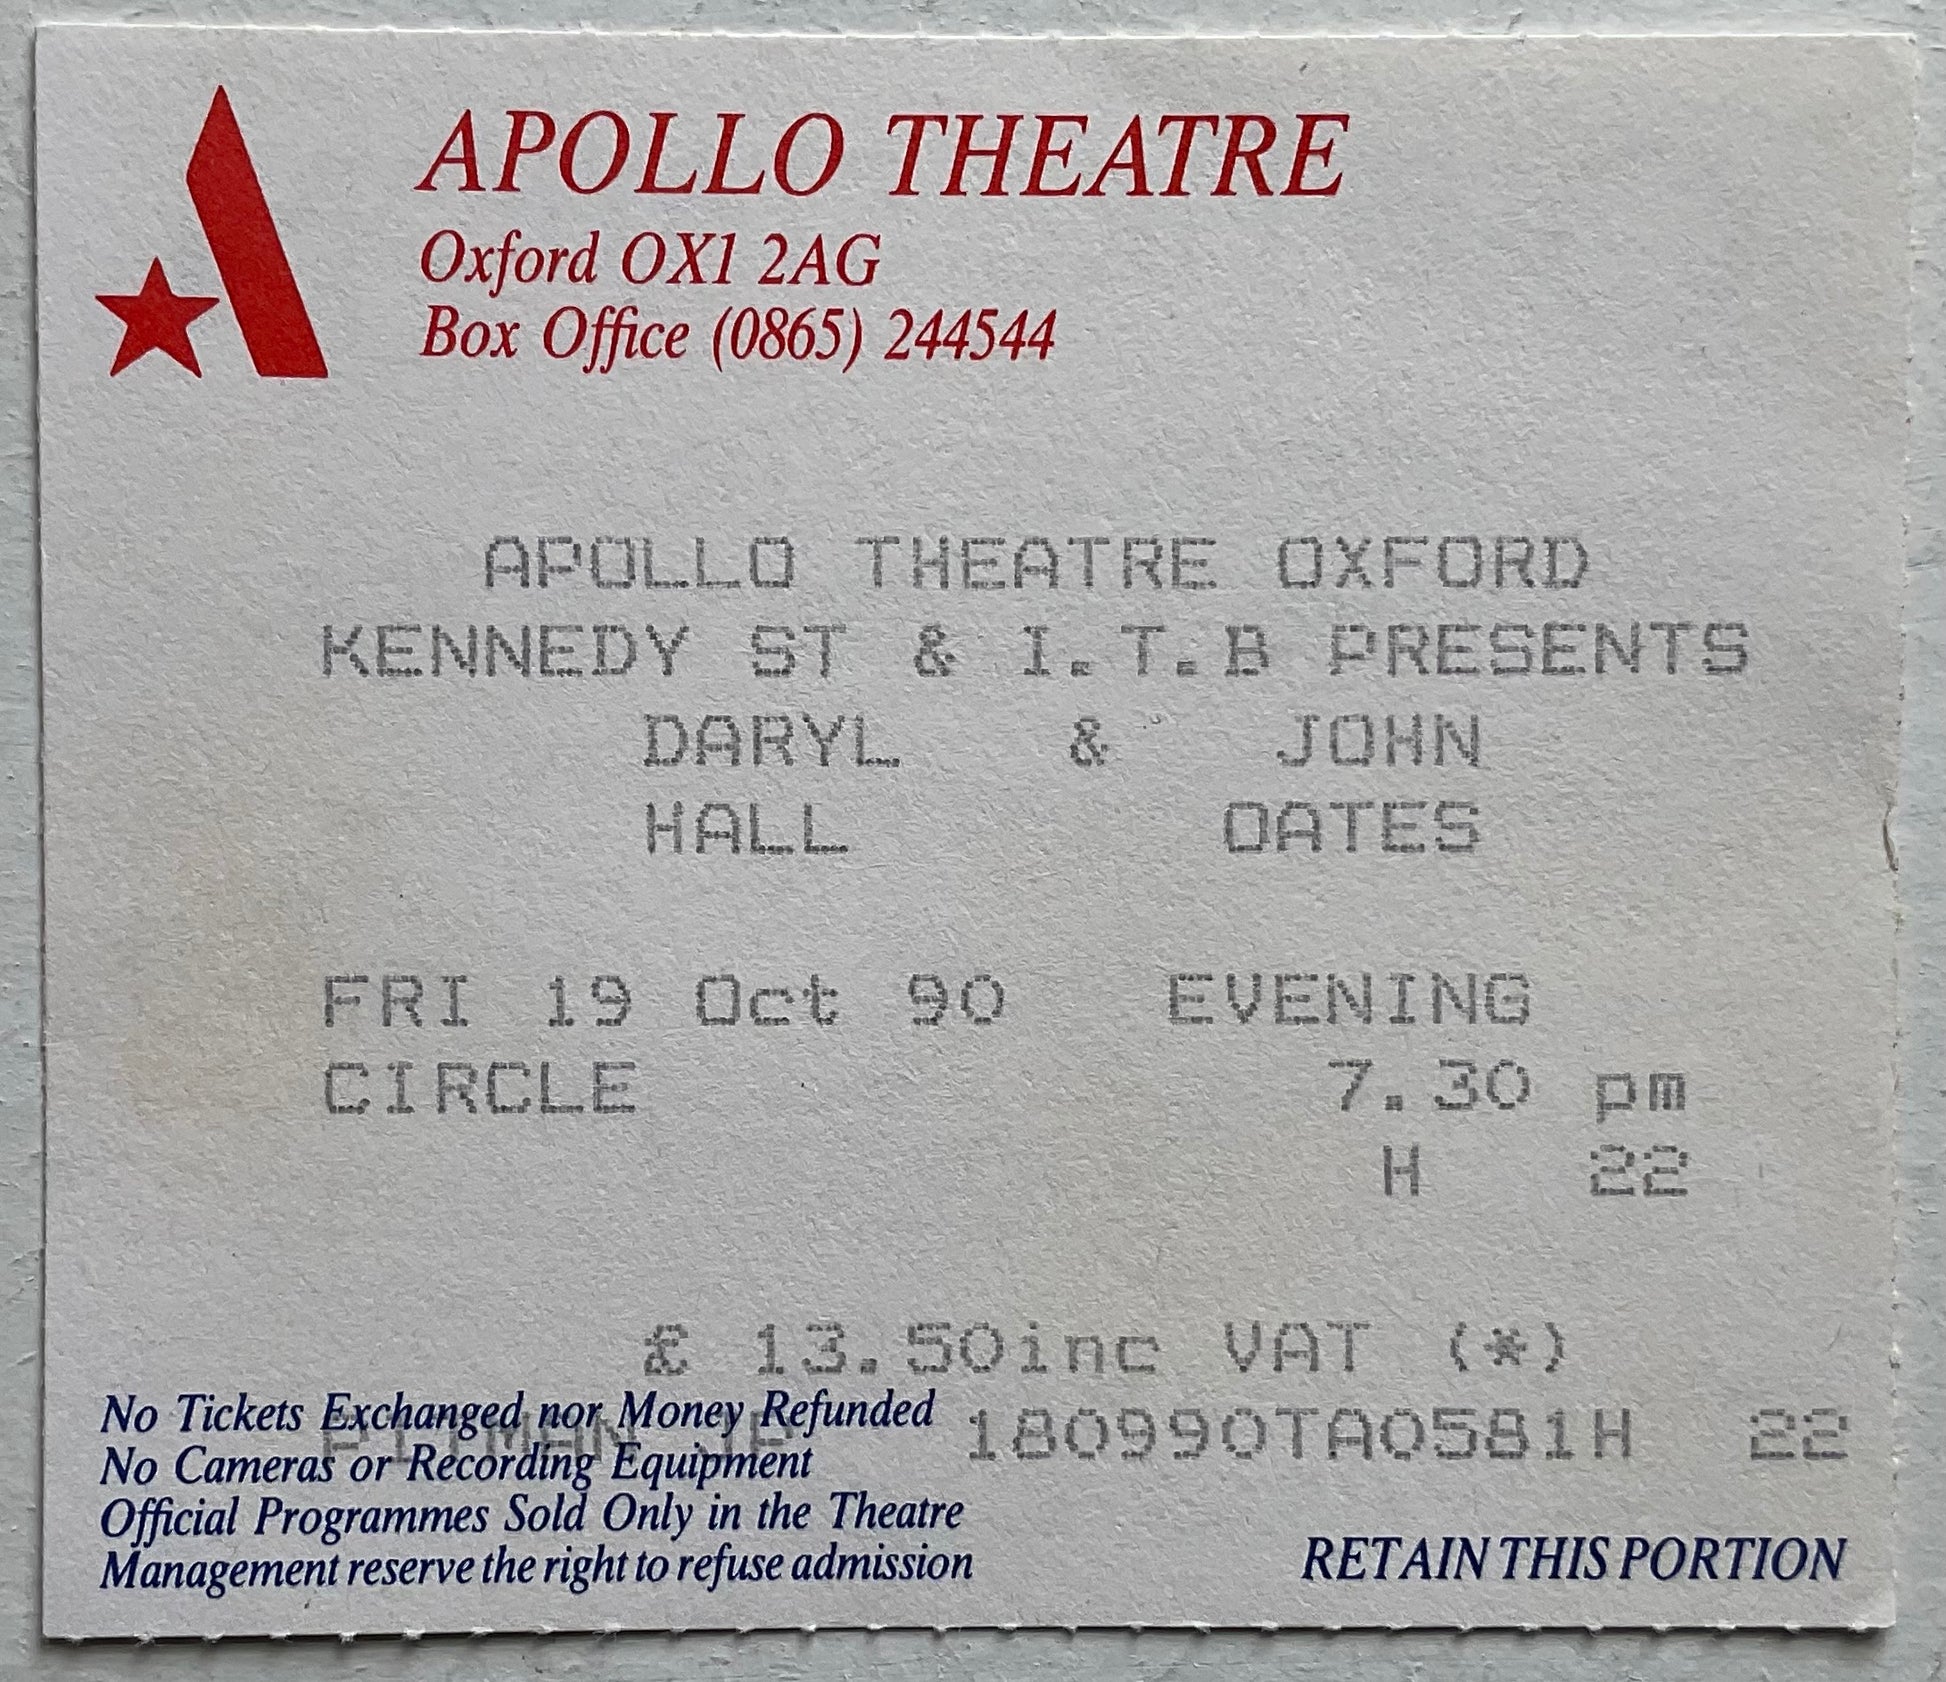 APOLLO THEATRE
Oxford OX1 2AG
Box Office (0865) 244544
APOLLO THEATRE OXFORD
KENNEDY ST & I.T.B PRESENTS
DARYL & JOHN
HALL OATES
FRI 19 Oct 90 EVENING
CIRCLE 7.30 pm
H 22
£ 13.50inc VAT (*)
No Tickets Exchanged nor Money Refunded
PITMAN JP 180990TA0581H 22
No Cameras or Recording Equipment
Official Programmes Sold Only in the Theatre
Management reserve the right to refuse admission
RETAIN THIS PORTION